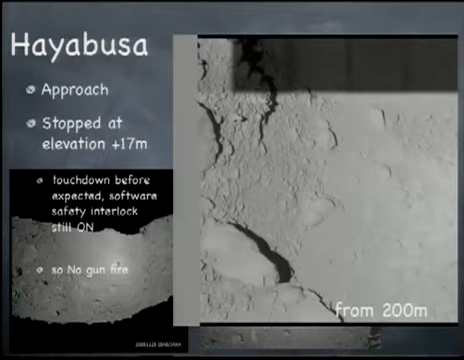 Hayabusa
Approach
Stopped at
elevation +17m
touchdown before
expected, software
safety interlock
still ON
so No gun fire
from 200m